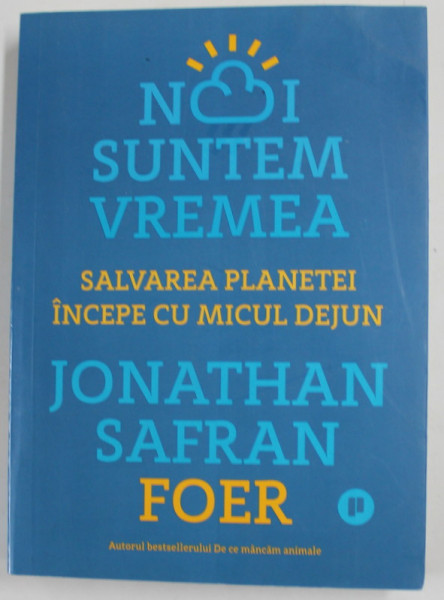 NOI
SUNTEM
VREMEA
SALVAREA PLANETEI
ÎNCEPE CU MICUL DEJUN
JONATHAN
SAFRAN
FOER
P
Autorul bestsellerului De ce mâncăm animale